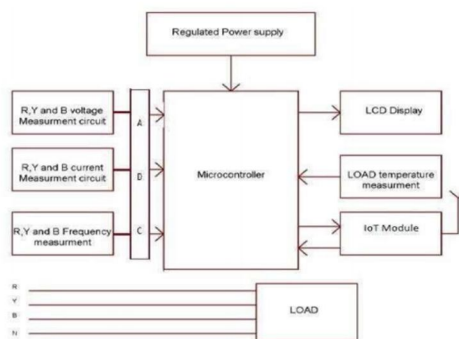 Regulated Power supply
R,Y and B voltage
Measurment circuit
R,Y and B current
Measurment circuit
R,Y and B Frequency
measurment
A
D
C
Microcontroller
LCD Display
LOAD temperature
measurment
IoT Module
R
Y
B
N
LOAD